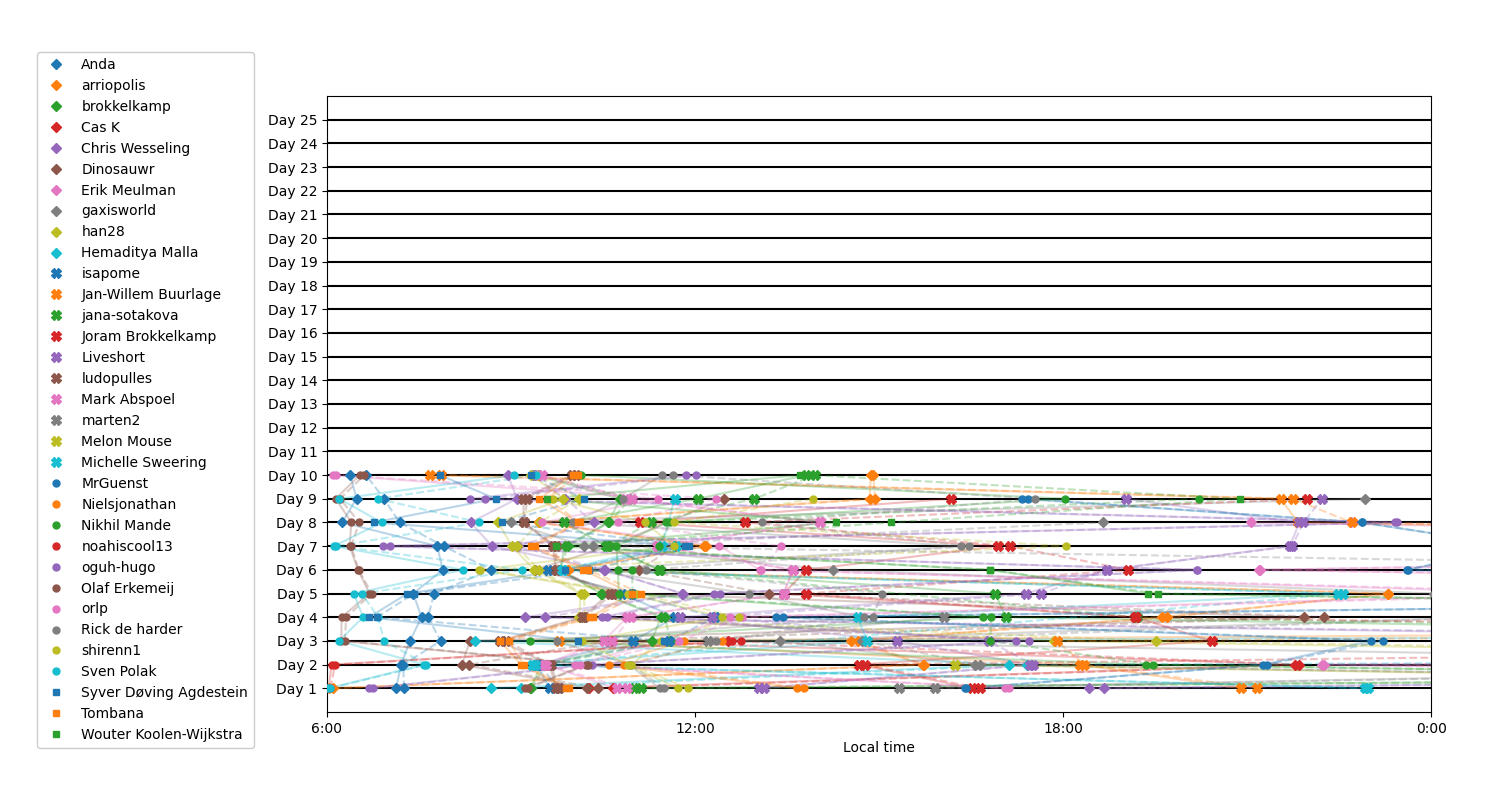 Anda
arriopolis
brokkelkamp
Cas K
Chris Wesseling
Dinosauwr
Erik Meulman
gaxisworld
han28
Hemaditya Malla
isapome
Jan-Willem Buurlage
jana-sotakova
Joram Brokkelkamp
Liveshort
ludopulles
Mark Abspoel
marten2
Melon Mouse
Michelle Sweering
MrGuenst
Nielsjonathan
Nikhil Mande
noahiscool13
oguh-hugo
Olaf Erkemeij
orlp
Rick de harder
shirenn1
Sven Polak
Syver Døving Agdestein
Tombana
Wouter Koolen-Wijkstra
Day 25
Day 24
Day 23
Day 22
Day 21
Day 20
Day 19
Day 18
Day 17
Day 16
Day 15
Day 14
Day 13
Day 12
Day 11
Day 10
Day 9
Day 8
Day 7
Day 6
Day 5
Day 4
Day 3
Day 2
Day 1
6:00 12:00 18:00 0:00
Local time